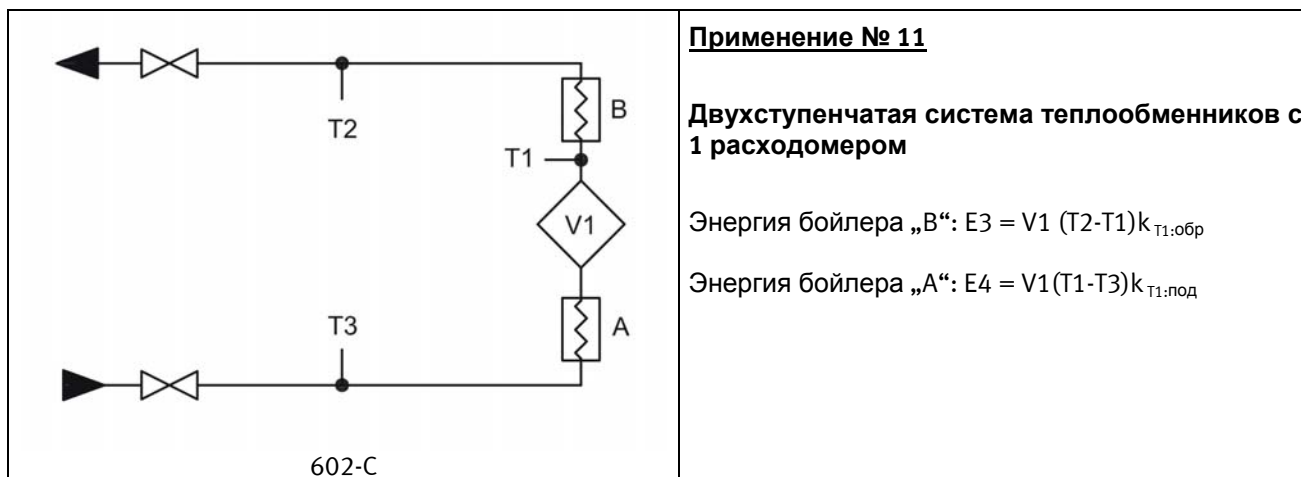 T2
B
T1
V1
T3
A
602-C
Применение № 11
Двухступенчатая система теплообменников с
1 расходомером
Энергия бойлера „B“: E3 = V1 (T2-T1)k T1:обр
Энергия бойлера „A“: E4 = V1(T1-T3)k T1:под